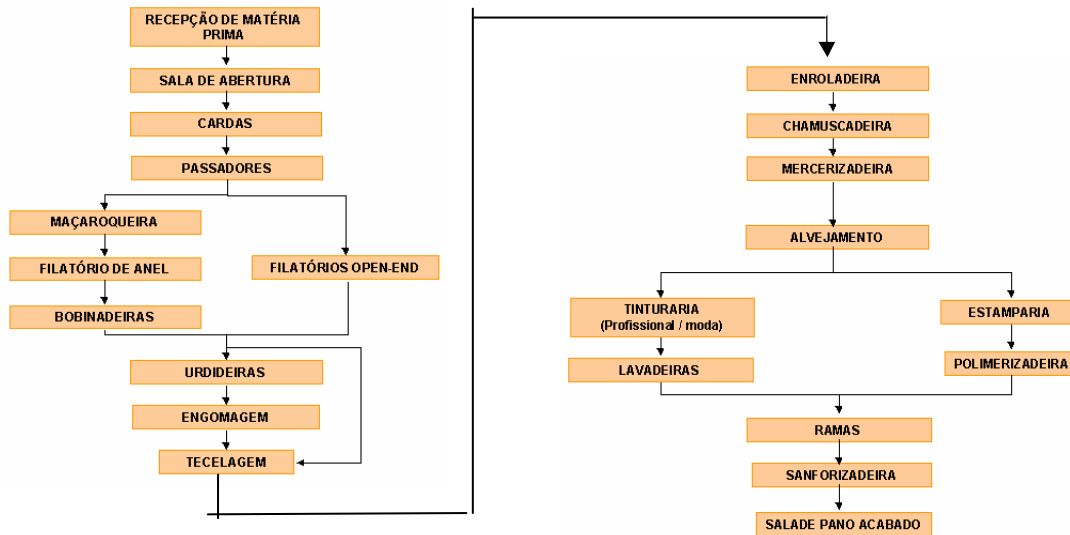 RECEPÇÃO DE MATÉRIA
PRIMA
SALA DE ABERTURA
CARDAS
PASSADORES
MAÇAROQUEIRA
FILATÓRIO DE ANEL
FILATÓRIOS OPEN-END
BOBINADEIRAS
URDIDEIRAS
ENGOMAGEM
TECELAGEM
ENROLADEIRA
CHAMUSCADEIRA
MERCERIZADEIRA
ALVEJAMENTO
TINTURARIA
(Profissional / moda)
ESTAMPARIA
LAVADEIRAS
POLIMERIZADEIRA
RAMAS
SANFORIZADEIRA
SALADE PANO ACABADO